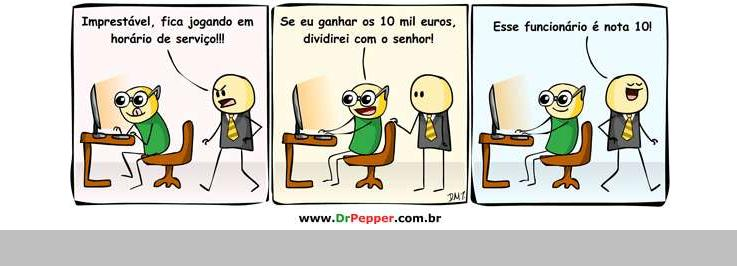 Imprestável, fica jogando em
horário de serviço!!!
Se eu ganhar os 10 mil euros,
dividirei com o senhor!
Esse funcionário é nota 10!
www.DrPepper.com.br